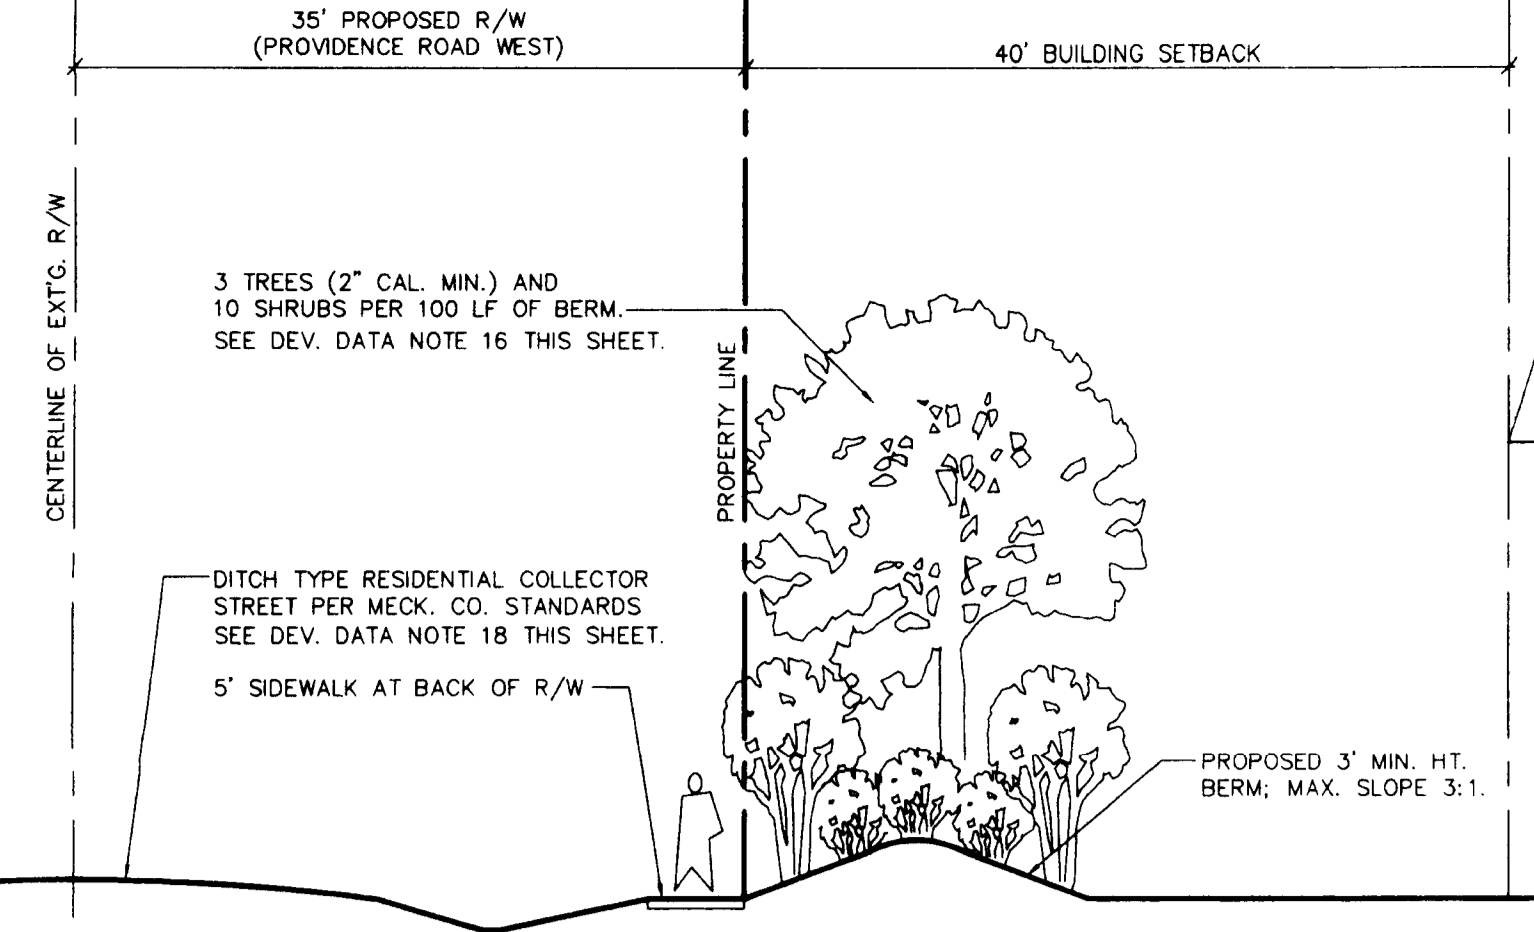 35' PROPOSED R/W
(PROVIDENCE ROAD WEST)
40' BUILDING SETBACK
CENTERLINE OF EXT'G. R/W
3 TREES (2" CAL. MIN.) AND
10 SHRUBS PER 100 LF OF BERM.
SEE DEV. DATA NOTE 16 THIS SHEET.
PROPERTY LINE
DITCH TYPE RESIDENTIAL COLLECTOR
STREET PER MECK. CO. STANDARDS
SEE DEV. DATA NOTE 18 THIS SHEET.
5' SIDEWALK AT BACK OF R/W
PROPOSED 3' MIN. HT.
BERM; MAX. SLOPE 3:1.